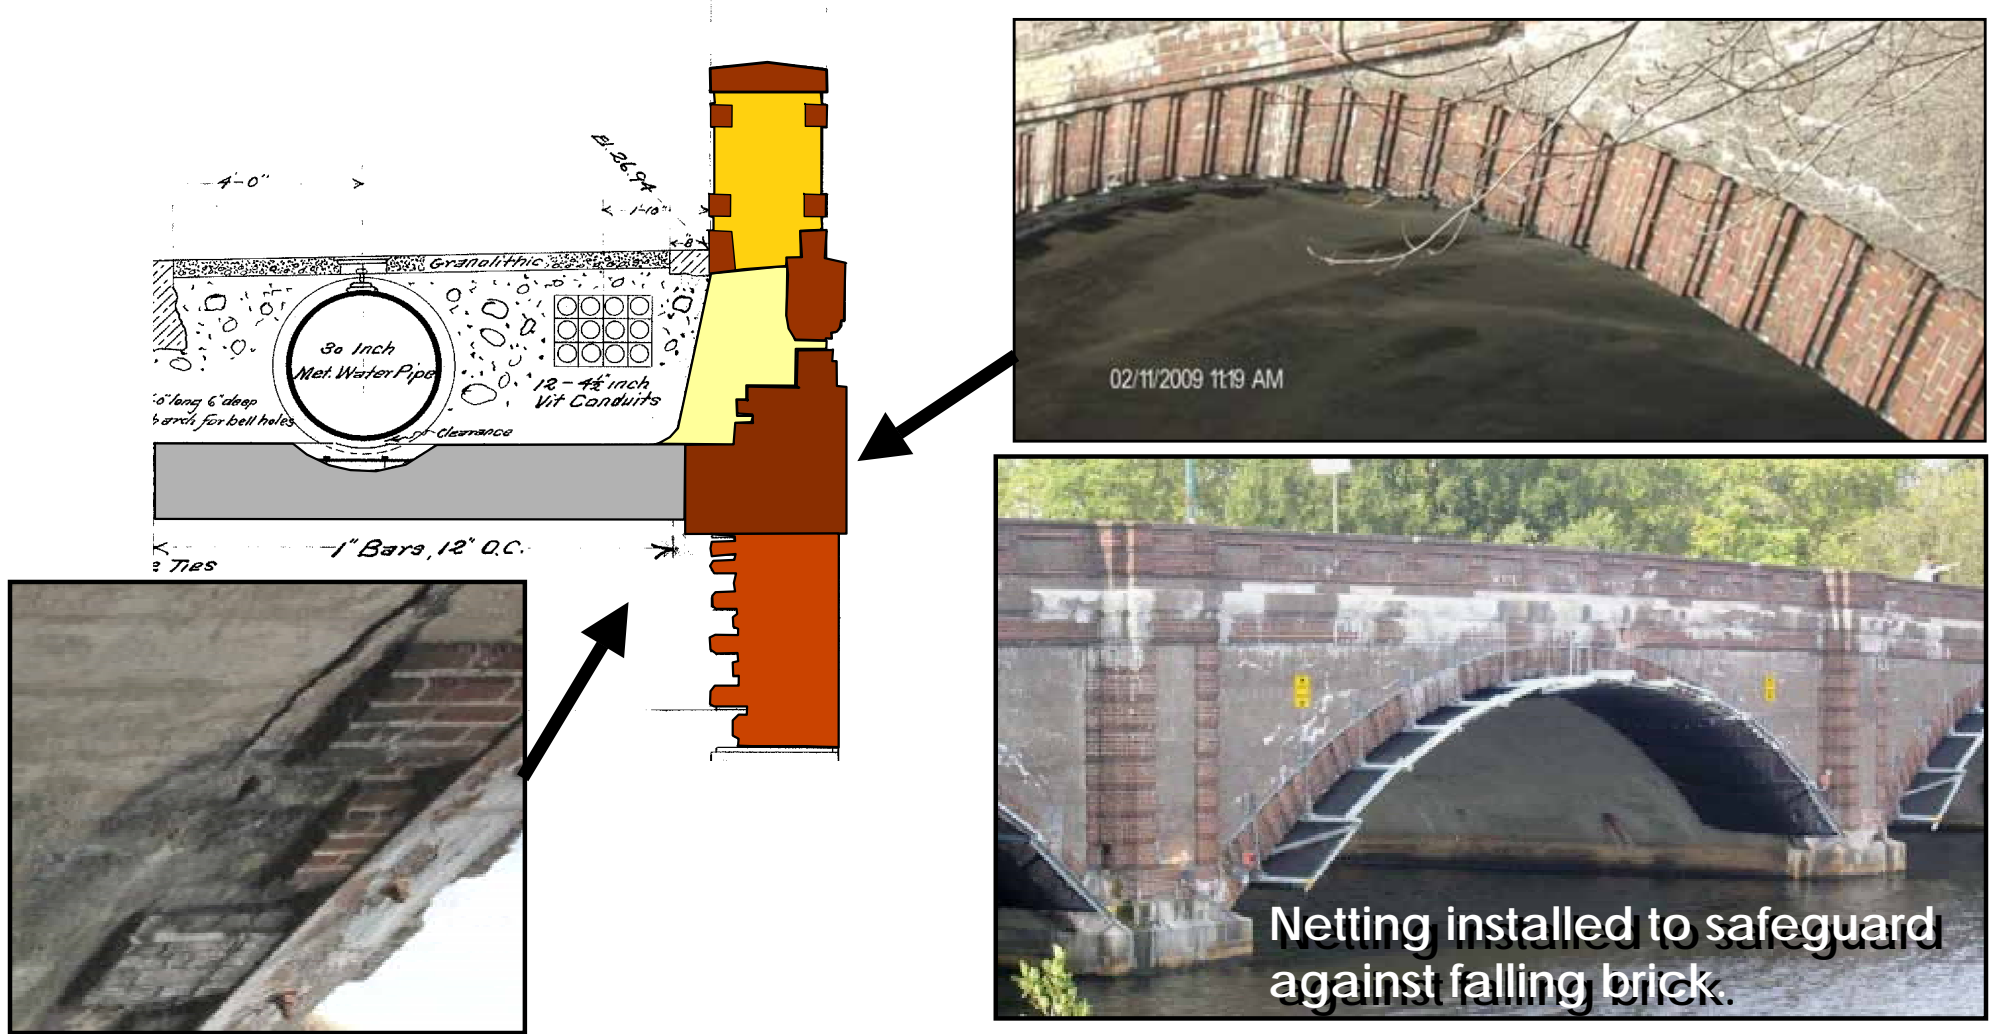 El. 26.94
4'-0"
1'-10"
8"
Granolithic
30 Inch
Met. Water Pipe
12 - 4½ inch
Vit Conduits
long 6" deep
arch for bell holes
Clearance
1" Bars, 12" O.C.
Ties
02/11/2009 11:19 AM
Netting installed to safeguard
against falling brick.